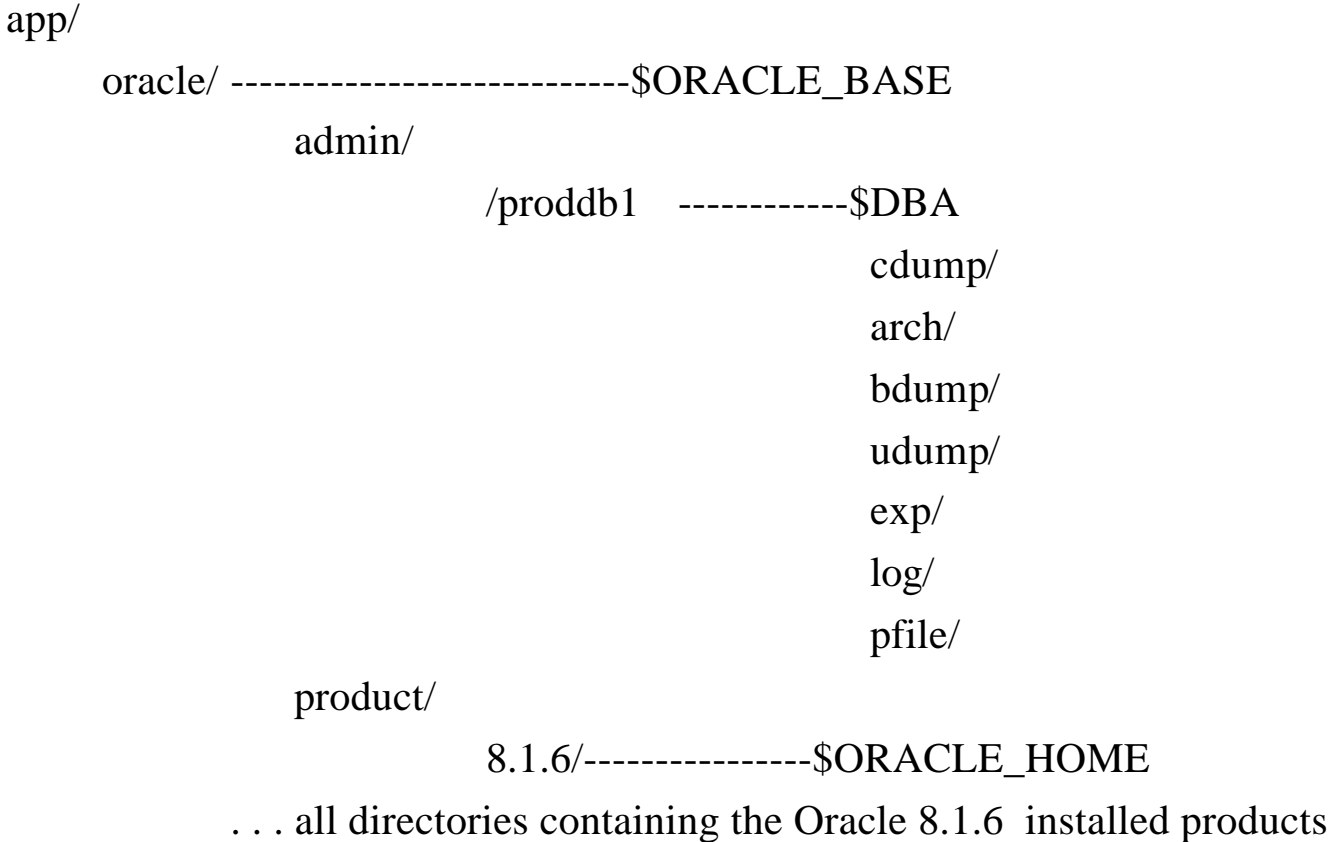 app/
oracle/ ----------------------------$ORACLE_BASE
admin/
/proddb1 ------------$DBA
cdump/
arch/
bdump/
udump/
exp/
log/
pfile/
product/
8.1.6/----------------$ORACLE_HOME
. . . all directories containing the Oracle 8.1.6 installed products